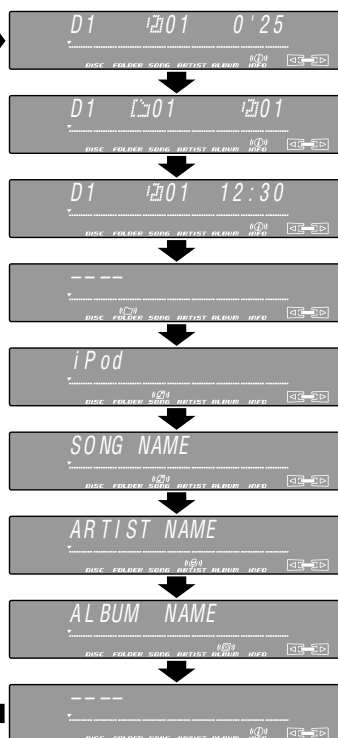 D1 01 0'25
DISC FOLDER SONG ARTIST ALBUM INFO
D1 01 01
DISC FOLDER SONG ARTIST ALBUM INFO
D1 01 12:30
DISC FOLDER SONG ARTIST ALBUM INFO
----
DISC FOLDER SONG ARTIST ALBUM INFO
iPod
DISC FOLDER SONG ARTIST ALBUM INFO
SONG NAME
DISC FOLDER SONG ARTIST ALBUM INFO
ARTIST NAME
DISC FOLDER SONG ARTIST ALBUM INFO
ALBUM NAME
DISC FOLDER SONG ARTIST ALBUM INFO
----
DISC FOLDER SONG ARTIST ALBUM INFO